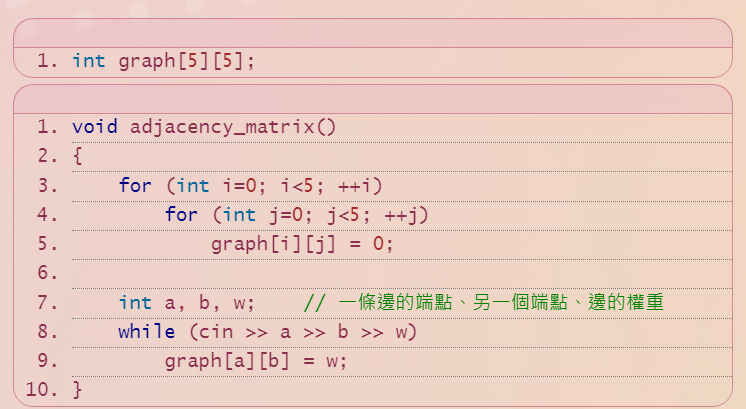 1. int graph[5][5];
1. void adjacency_matrix()
2. {
3.     for (int i=0; i<5; ++i)
4.         for (int j=0; j<5; ++j)
5.             graph[i][j] = 0;
6.
7.     int a, b, w;    // 一條邊的端點、另一個端點、邊的權重
8.     while (cin >> a >> b >> w)
9.         graph[a][b] = w;
10. }